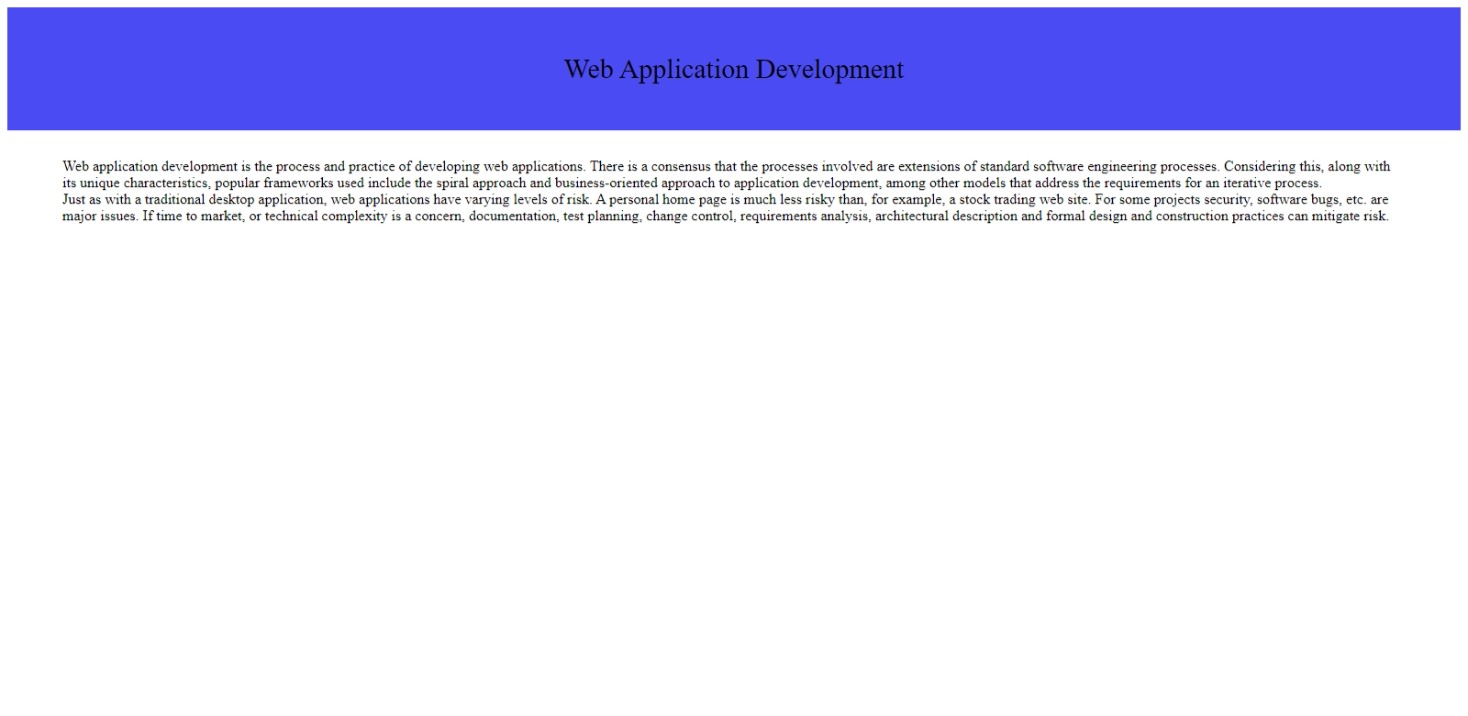 Web Application Development
Web application development is the process and practice of developing web applications. There is a consensus that the processes involved are extensions of standard software engineering processes. Considering this, along with
its unique characteristics, popular frameworks used include the spiral approach and business-oriented approach to application development, among other models that address the requirements for an iterative process.
Just as with a traditional desktop application, web applications have varying levels of risk. A personal home page is much less risky than, for example, a stock trading web site. For some projects security, software bugs, etc. are
major issues. If time to market, or technical complexity is a concern, documentation, test planning, change control, requirements analysis, architectural description and formal design and construction practices can mitigate risk.